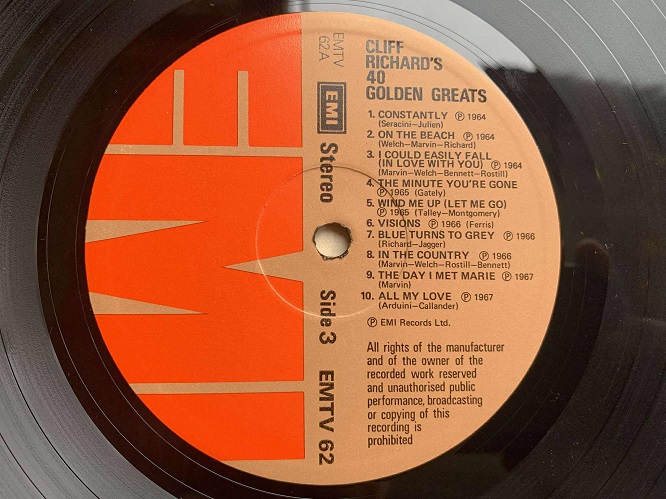 EMI
EMTV
62A
EMI
Stereo
Side 3
EMTV 62
CLIFF
RICHARD'S
40
GOLDEN GREATS
1. CONSTANTLY Ⓟ 1964
(Seracini–Julien)
2. ON THE BEACH Ⓟ 1964
(Welch–Marvin–Richard)
3. I COULD EASILY FALL
(IN LOVE WITH YOU) Ⓟ 1964
(Marvin–Welch–Bennett–Rostill)
4. THE MINUTE YOU'RE GONE
Ⓟ 1965 (Gately)
5. WIND ME UP (LET ME GO)
Ⓟ 1965 (Talley–Montgomery)
6. VISIONS Ⓟ 1966 (Ferris)
7. BLUE TURNS TO GREY Ⓟ 1966
(Richard–Jagger)
8. IN THE COUNTRY Ⓟ 1966
(Marvin–Welch–Rostill–Bennett)
9. THE DAY I MET MARIE Ⓟ 1967
(Marvin)
10. ALL MY LOVE Ⓟ 1967
(Arduini–Callander)
Ⓟ EMI Records Ltd.
All rights of the manufacturer
and of the owner of the
recorded work reserved
and unauthorised public
performance, broadcasting
or copying of this
recording is
prohibited